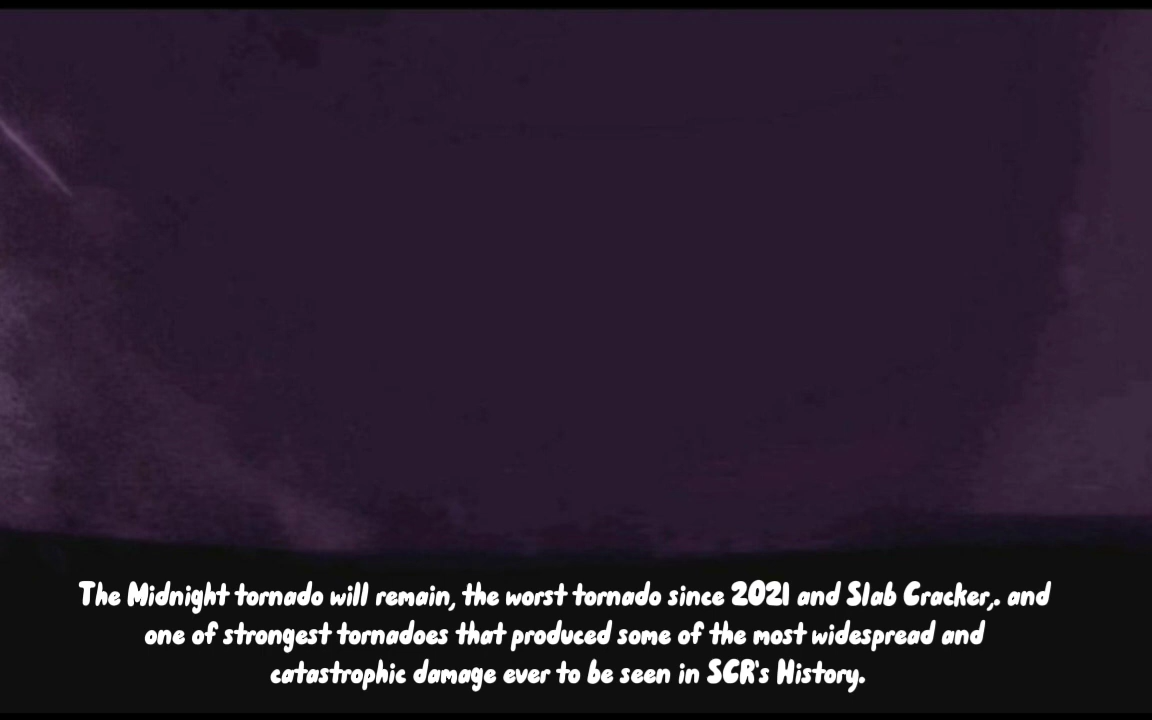 The Midnight tornado will remain, the worst tornado since 2021 and Slab Cracker,. and
one of strongest tornadoes that produced some of the most widespread and
catastrophic damage ever to be seen in SCR's History.